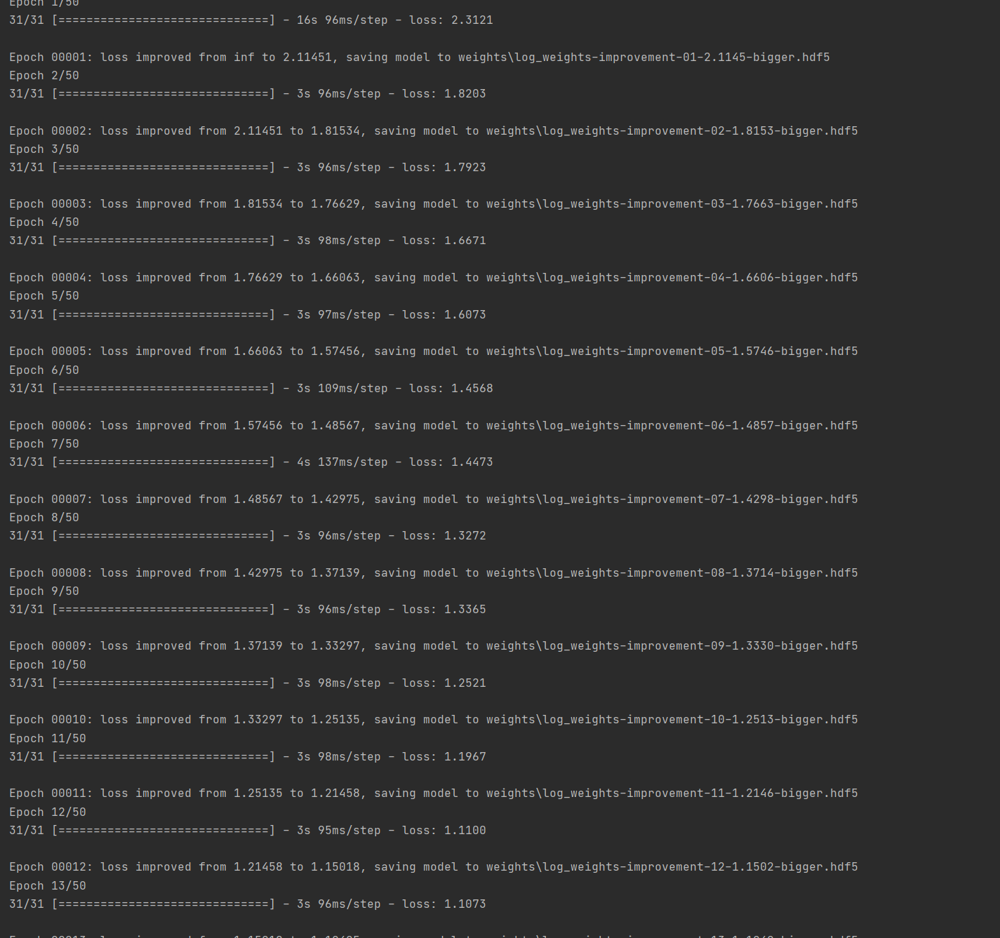 Epoch 1/50
31/31 [==============================] - 16s 96ms/step - loss: 2.3121
Epoch 00001: loss improved from inf to 2.11451, saving model to weights\log_weights-improvement-01-2.1145-bigger.hdf5
Epoch 2/50
31/31 [==============================] - 3s 96ms/step - loss: 1.8203
Epoch 00002: loss improved from 2.11451 to 1.81534, saving model to weights\log_weights-improvement-02-1.8153-bigger.hdf5
Epoch 3/50
31/31 [==============================] - 3s 96ms/step - loss: 1.7923
Epoch 00003: loss improved from 1.81534 to 1.76629, saving model to weights\log_weights-improvement-03-1.7663-bigger.hdf5
Epoch 4/50
31/31 [==============================] - 3s 98ms/step - loss: 1.6671
Epoch 00004: loss improved from 1.76629 to 1.66063, saving model to weights\log_weights-improvement-04-1.6606-bigger.hdf5
Epoch 5/50
31/31 [==============================] - 3s 97ms/step - loss: 1.6073
Epoch 00005: loss improved from 1.66063 to 1.57456, saving model to weights\log_weights-improvement-05-1.5746-bigger.hdf5
Epoch 6/50
31/31 [==============================] - 3s 109ms/step - loss: 1.4568
Epoch 00006: loss improved from 1.57456 to 1.48567, saving model to weights\log_weights-improvement-06-1.4857-bigger.hdf5
Epoch 7/50
31/31 [==============================] - 4s 137ms/step - loss: 1.4473
Epoch 00007: loss improved from 1.48567 to 1.42975, saving model to weights\log_weights-improvement-07-1.4298-bigger.hdf5
Epoch 8/50
31/31 [==============================] - 3s 96ms/step - loss: 1.3272
Epoch 00008: loss improved from 1.42975 to 1.37139, saving model to weights\log_weights-improvement-08-1.3714-bigger.hdf5
Epoch 9/50
31/31 [==============================] - 3s 96ms/step - loss: 1.3365
Epoch 00009: loss improved from 1.37139 to 1.33297, saving model to weights\log_weights-improvement-09-1.3330-bigger.hdf5
Epoch 10/50
31/31 [==============================] - 3s 98ms/step - loss: 1.2521
Epoch 00010: loss improved from 1.33297 to 1.25135, saving model to weights\log_weights-improvement-10-1.2513-bigger.hdf5
Epoch 11/50
31/31 [==============================] - 3s 98ms/step - loss: 1.1967
Epoch 00011: loss improved from 1.25135 to 1.21458, saving model to weights\log_weights-improvement-11-1.2146-bigger.hdf5
Epoch 12/50
31/31 [==============================] - 3s 95ms/step - loss: 1.1100
Epoch 00012: loss improved from 1.21458 to 1.15018, saving model to weights\log_weights-improvement-12-1.1502-bigger.hdf5
Epoch 13/50
31/31 [==============================] - 3s 96ms/step - loss: 1.1073